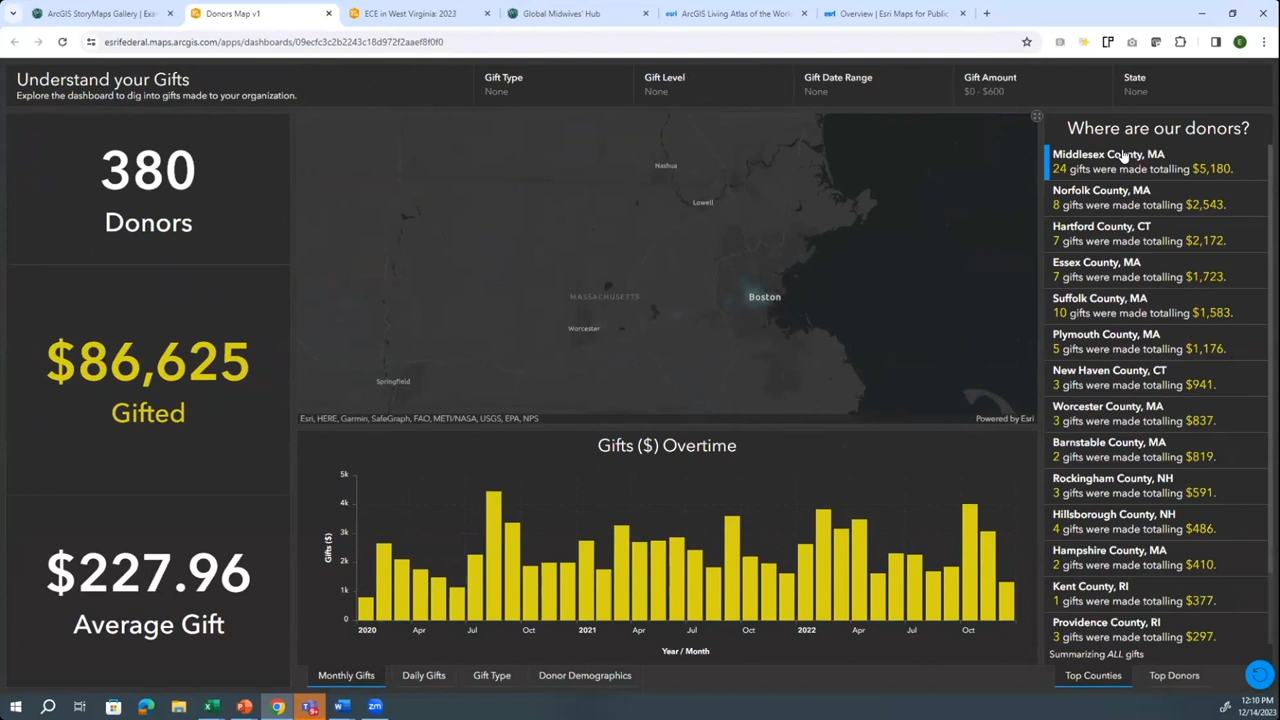 ArcGIS StoryMaps Gallery | Exa
Donors Map v1
ECE in West Virginia: 2023
Global Midwives' Hub
ArcGIS Living Atlas of the Wor
Overview | Esri Maps for Public
esrifederal.maps.arcgis.com/apps/dashboards/09ecfc3c2b2243c18d972f2aaef8f0f0
Understand your Gifts
Explore the dashboard to dig into gifts made to your organization.
Gift Type
None
Gift Level
None
Gift Date Range
None
Gift Amount
$0 - $600
State
None
380
Donors
$86,625
Gifted
$227.96
Average Gift
Nashua
Lowell
MASSACHUSETTS
Boston
Worcester
Springfield
Esri, HERE, Garmin, SafeGraph, FAO, METI/NASA, USGS, EPA, NPS
Powered by Esri
Gifts ($) Overtime
5k
4k
3k
2k
1k
0
Gifts ($)
2020 Apr Jul Oct 2021 Apr Jul Oct 2022 Apr Jul Oct
Year / Month
Monthly Gifts
Daily Gifts
Gift Type
Donor Demographics
Where are our donors?
Middlesex County, MA
24 gifts were made totalling $5,180.
Norfolk County, MA
8 gifts were made totalling $2,543.
Hartford County, CT
7 gifts were made totalling $2,172.
Essex County, MA
7 gifts were made totalling $1,723.
Suffolk County, MA
10 gifts were made totalling $1,583.
Plymouth County, MA
5 gifts were made totalling $1,176.
New Haven County, CT
3 gifts were made totalling $941.
Worcester County, MA
3 gifts were made totalling $837.
Barnstable County, MA
2 gifts were made totalling $819.
Rockingham County, NH
3 gifts were made totalling $591.
Hillsborough County, NH
4 gifts were made totalling $486.
Hampshire County, MA
2 gifts were made totalling $410.
Kent County, RI
1 gifts were made totalling $377.
Providence County, RI
3 gifts were made totalling $297.
Summarizing ALL gifts
Top Counties
Top Donors
12:10 PM
12/14/2023